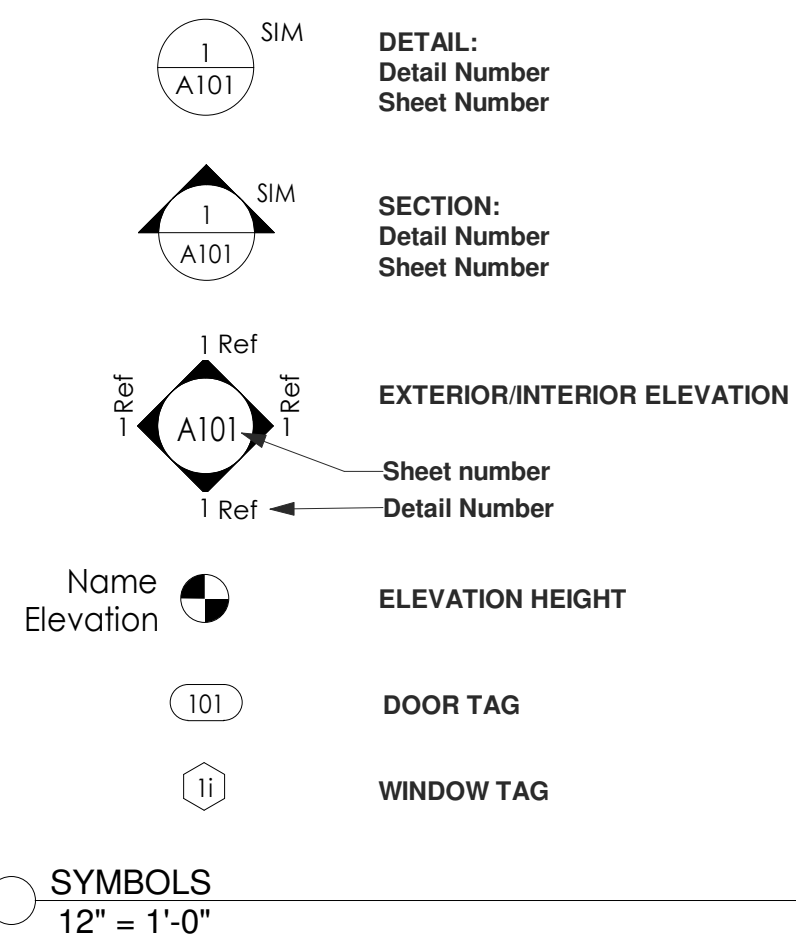 SIM
1
A101
DETAIL:
Detail Number
Sheet Number
SIM
1
A101
SECTION:
Detail Number
Sheet Number
1 Ref
1 Ref
A101
1 Ref
1 Ref
EXTERIOR/INTERIOR ELEVATION
Sheet number
Detail Number
Name
Elevation
ELEVATION HEIGHT
101
DOOR TAG
1i
WINDOW TAG
SYMBOLS
12" = 1'-0"